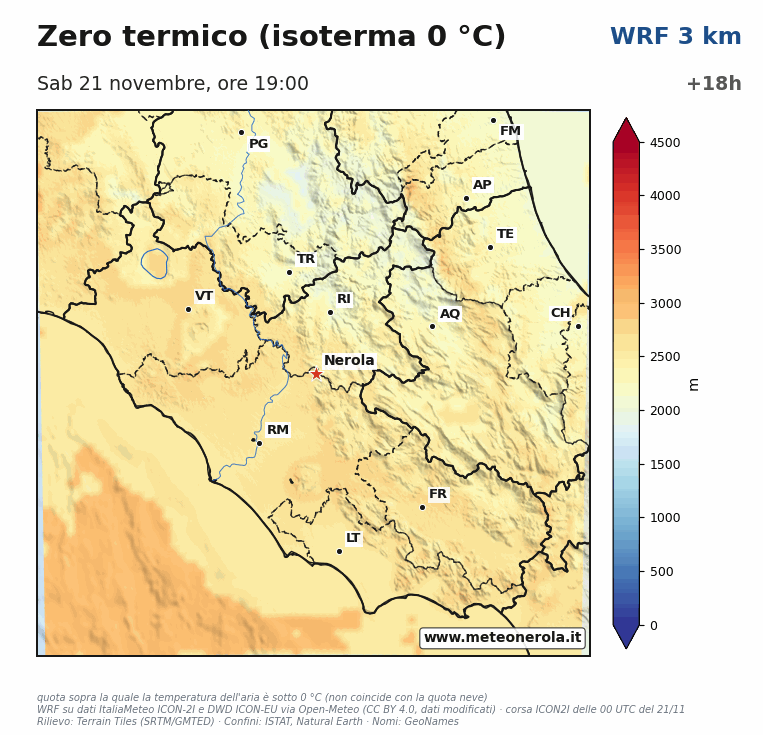 Zero termico (isoterma 0 °C)
WRF 3 km
Sab 21 novembre, ore 19:00
+18h
FM
PG
AP
TE
TR
VT
RI
AQ
CH
Nerola
RM
FR
LT
www.meteonerola.it
4500
4000
3500
3000
2500
2000
1500
1000
500
0
m
quota sopra la quale la temperatura dell'aria è sotto 0 °C (non coincide con la quota neve)
WRF su dati ItaliaMeteo ICON-2I e DWD ICON-EU via Open-Meteo (CC BY 4.0, dati modificati) · corsa ICON2I delle 00 UTC del 21/11
Rilievo: Terrain Tiles (SRTM/GMTED) · Confini: ISTAT, Natural Earth · Nomi: GeoNames